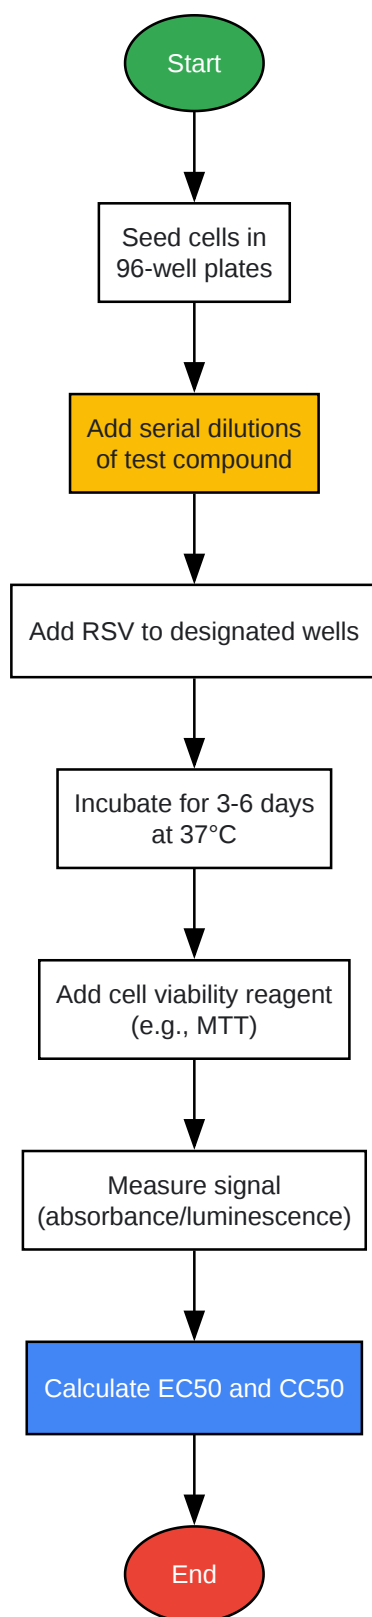 Start
Seed cells in
96-well plates
Add serial dilutions
of test compound
Add RSV to designated wells
Incubate for 3-6 days
at 37°C
Add cell viability reagent
(e.g., MTT)
Measure signal
(absorbance/luminescence)
Calculate EC50 and CC50
End